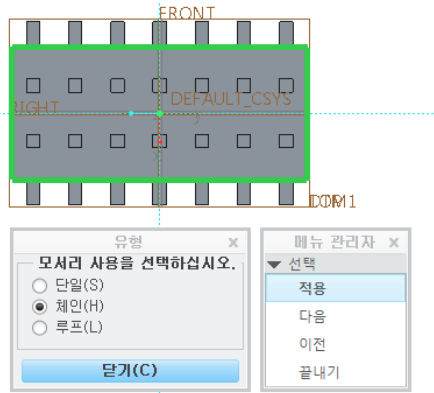 FRONT
DEFAULT_CSYS
RIGHT
유형
모서리 사용을 선택하십시오.
단일(S)
체인(H)
루프(L)
닫기(C)
메뉴 관리자
선택
적용
다음
이전
끝내기